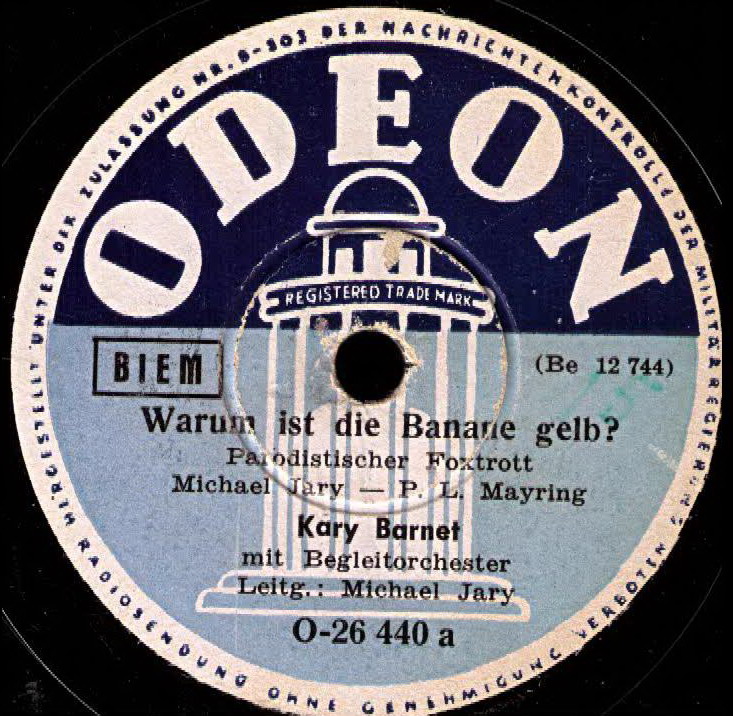 HERGESTELLT UNTER DER ZULASSUNG NR. B-503 DER NACHRICHTENKONTROLLE DER MILITÄRREGIERUNG
RADIOSENDUNG OHNE GENEHMIGUNG VERBOTEN
ODEON
REGISTERED TRADE MARK
BIEM
(Be 12 744)
Warum ist die Banane gelb?
Parodistischer Foxtrott
Michael Jary — P. L. Mayring
Kary Barnet
mit Begleitorchester
Leitg.: Michael Jary
O-26 440 a